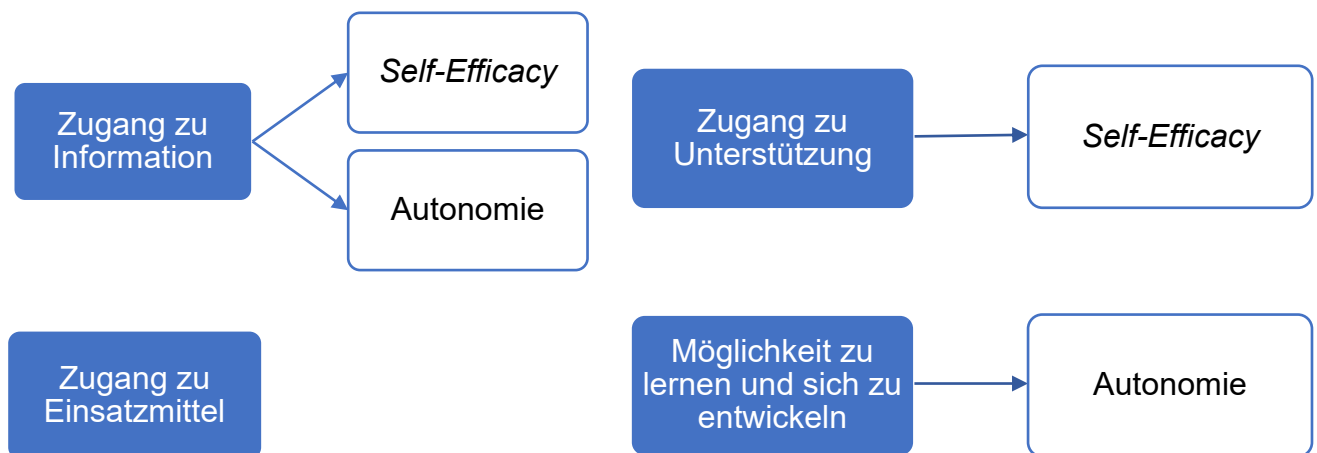 Zugang zu
Information
Self-Efficacy
Autonomie
Zugang zu
Unterstützung
Self-Efficacy
Zugang zu
Einsatzmittel
Möglichkeit zu
lernen und sich zu
entwickeln
Autonomie